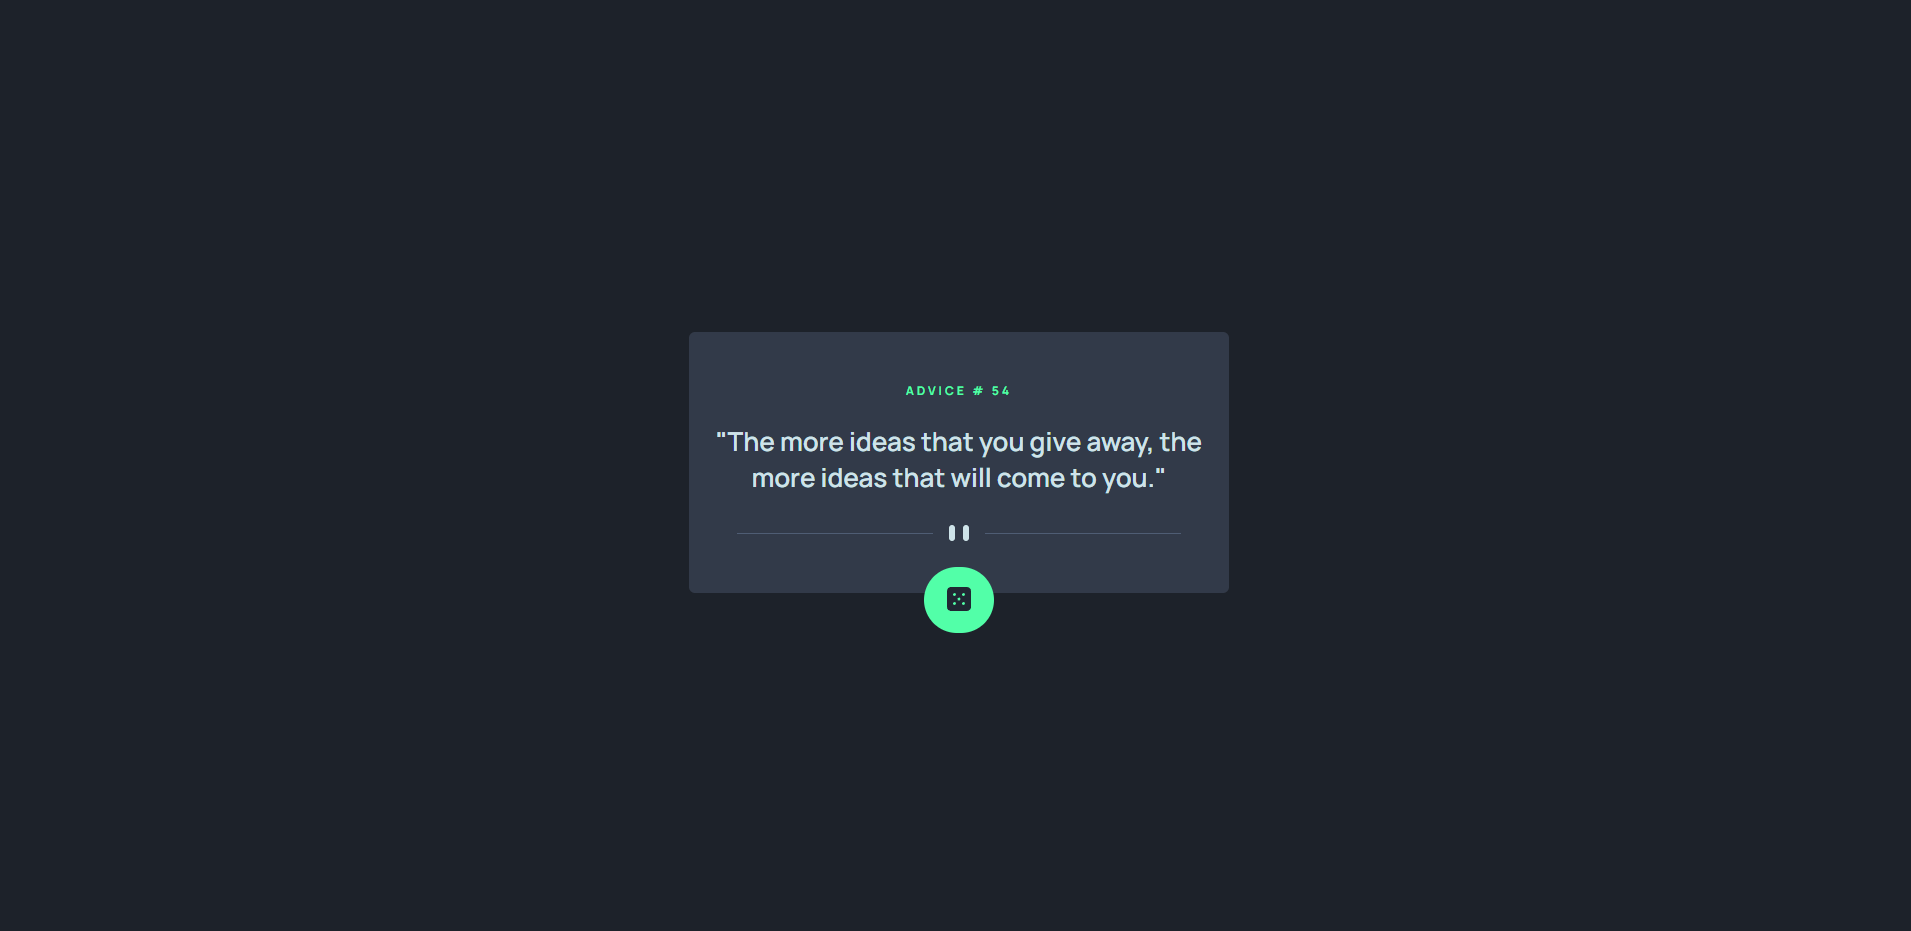 ADVICE # 54
"The more ideas that you give away, the
more ideas that will come to you."